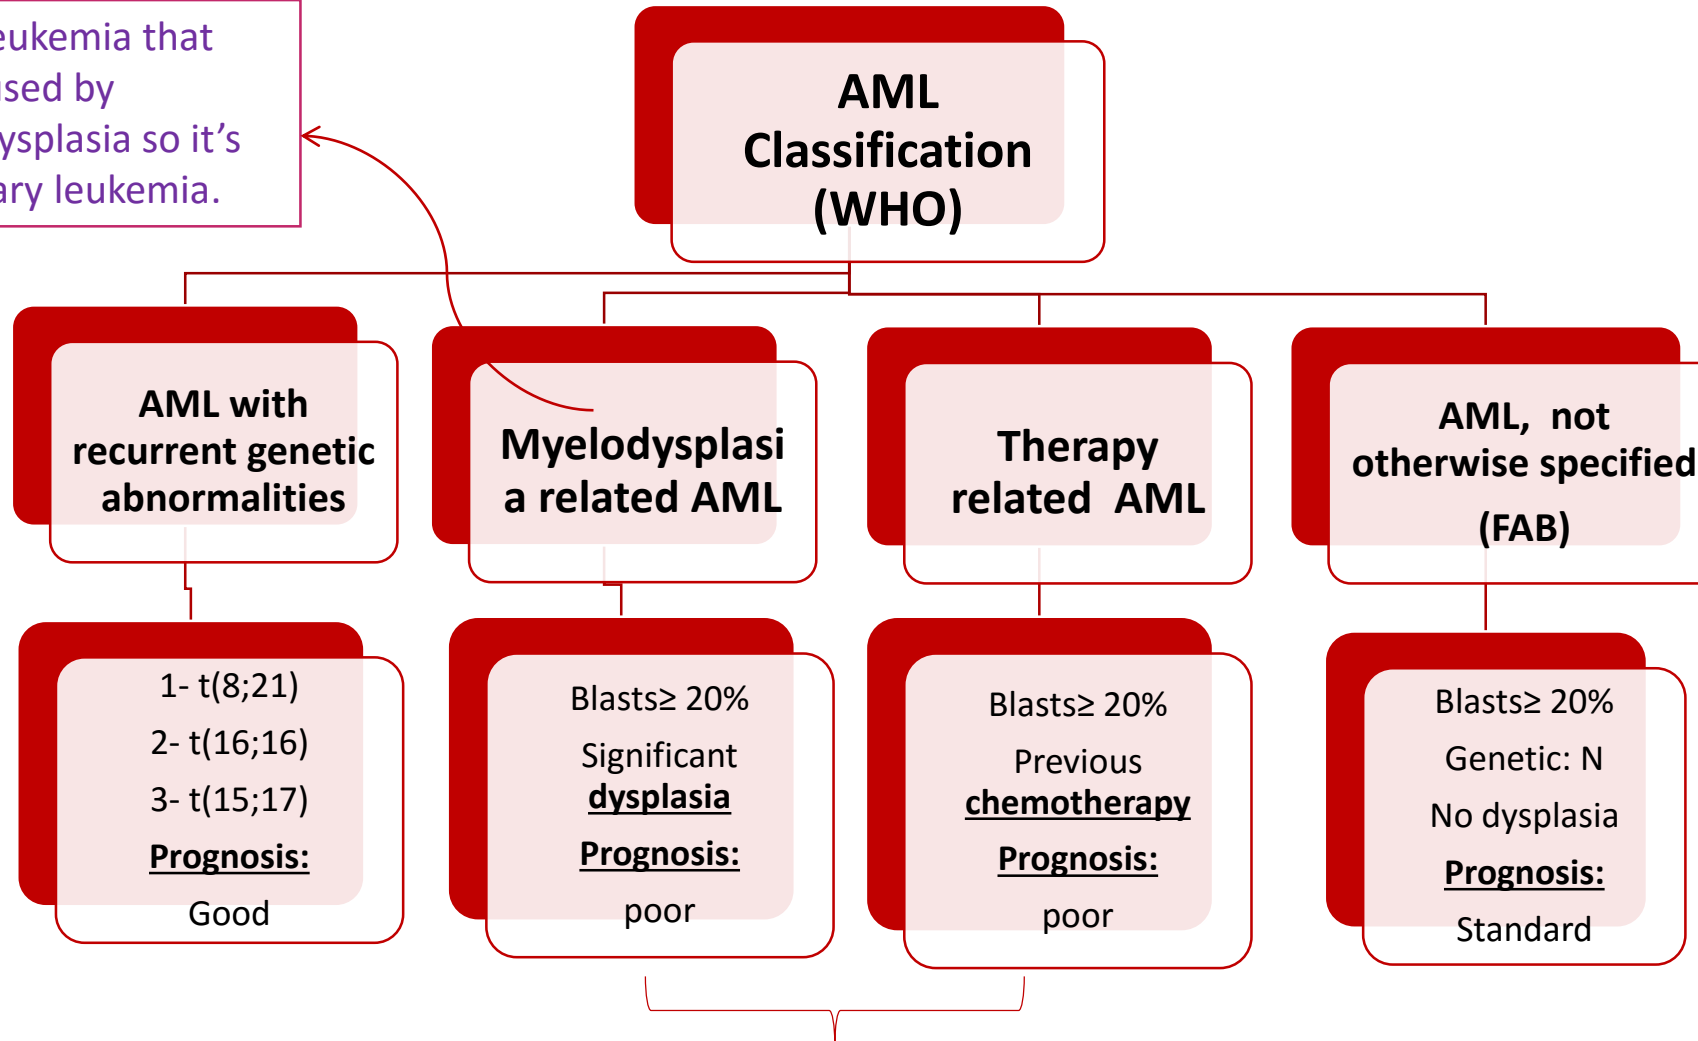 eukemia that
used by
ysplasia so it's
ary leukemia.
AML
Classification
(WHO)
AML with
recurrent genetic
abnormalities
Myelodysplasi
a related AML
Therapy
related AML
AML, not
otherwise specified
(FAB)
1- t(8;21)
2- t(16;16)
3- t(15;17)
Prognosis:
Good
Blasts≥ 20%
Significant
dysplasia
Prognosis:
poor
Blasts≥ 20%
Previous
chemotherapy
Prognosis:
poor
Blasts≥ 20%
Genetic: N
No dysplasia
Prognosis:
Standard